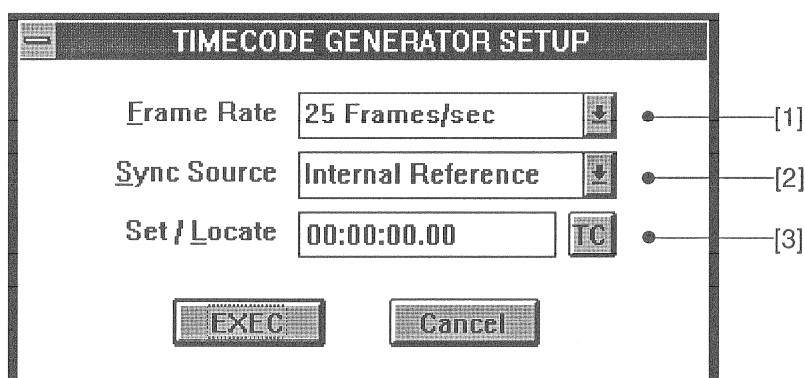 TIMECODE GENERATOR SETUP
Frame Rate 25 Frames/sec [1]
Sync Source Internal Reference [2]
Set / Locate 00:00:00.00 TC [3]
EXEC Cancel